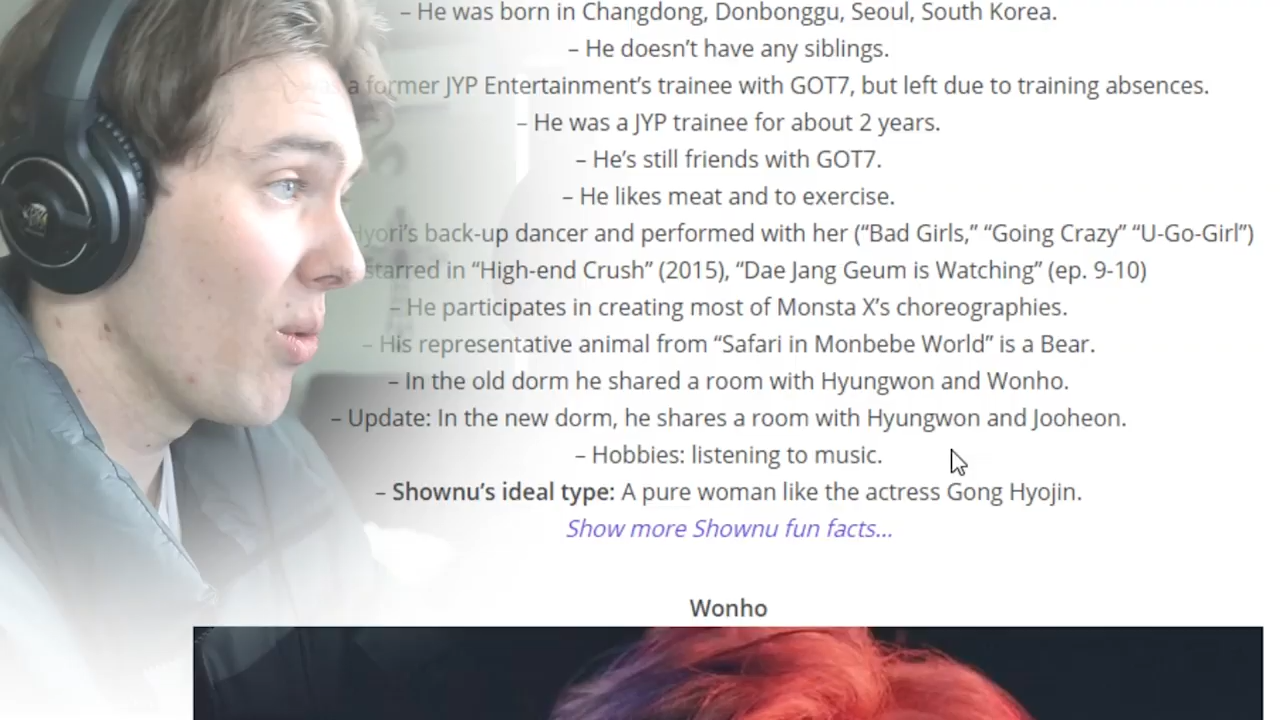 – He was born in Changdong, Donbonggu, Seoul, South Korea.
– He doesn’t have any siblings.
a former JYP Entertainment’s trainee with GOT7, but left due to training absences.
– He was a JYP trainee for about 2 years.
– He’s still friends with GOT7.
– He likes meat and to exercise.
Hyori’s back-up dancer and performed with her (“Bad Girls,” “Going Crazy” “U-Go-Girl”)
starred in “High-end Crush” (2015), “Dae Jang Geum is Watching” (ep. 9-10)
– He participates in creating most of Monsta X’s choreographies.
– His representative animal from “Safari in Monbebe World” is a Bear.
– In the old dorm he shared a room with Hyungwon and Wonho.
– Update: In the new dorm, he shares a room with Hyungwon and Jooheon.
– Hobbies: listening to music.
– Shownu’s ideal type: A pure woman like the actress Gong Hyojin.
Show more Shownu fun facts…
Wonho